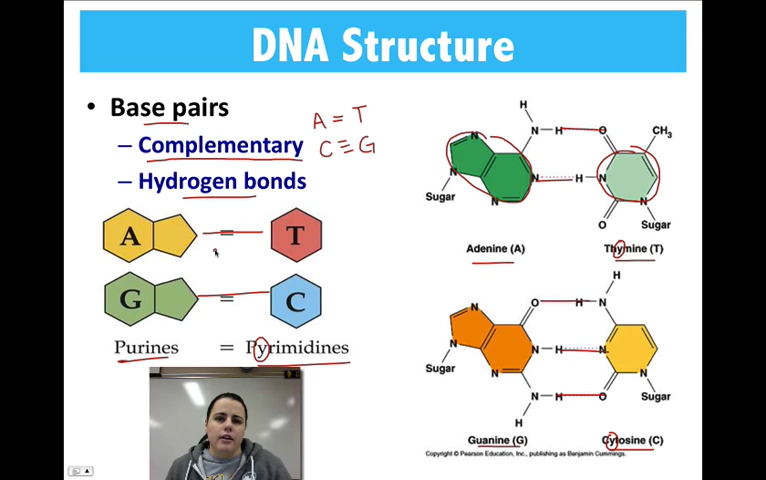 DNA Structure
• Base pairs
A = T
– Complementary
C ≡ G
– Hydrogen bonds
A = T
G = C
Purines = Pyrimidines
H
N H O CH₃
N
N H N
Sugar N N N
O Sugar
Adenine (A) Thymine (T)
H
O H N
N
N H N
N
Sugar N N Sugar
N H O
H
Guanine (G) Cytosine (C)
Copyright © Pearson Education, Inc., publishing as Benjamin Cummings.